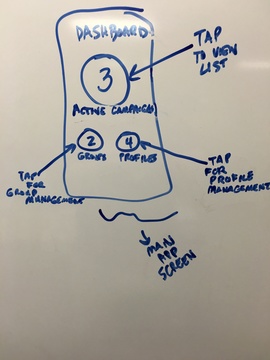 DASHBOARD
3
ACTIVE CAMPAIGNS
2
GROUPS
4
PROFILES
TAP
TO VIEW
LIST
TAP
FOR
GROUP
MANAGEMENT
TAP
FOR
PROFILE
MANAGEMENT
MAIN
APP
SCREEN